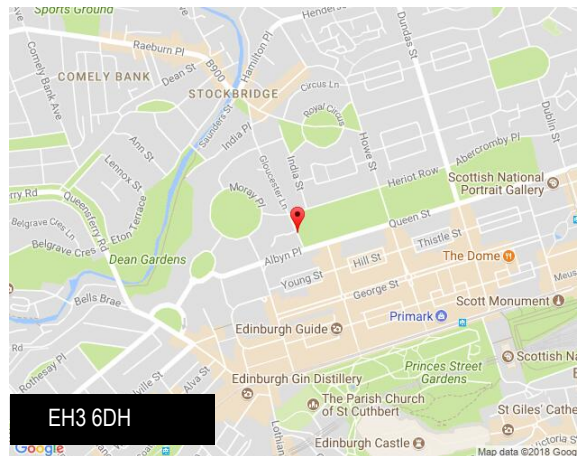 Sports Ground
Comely Bank Ave
Raeburn Pl
B900
Hamilton Pl
Dundas St
COMELY BANK
Dean St
STOCKBRIDGE
Saunders St
Circus Ln
Royal Circus
Howe St
Dublin St
Ann St
India Pl
Gloucester Ln
India St
Abercromby Pl
Lennox St
Moray Pl
Heriot Row
Scottish National
Portrait Gallery
Queensferry Rd
Eton Terrace
Belgrave Cres Ln
Queen St
Belgrave Cres
Dean Gardens
Albyn Pl
Thistle St
Hill St
The Dome
Young St
George St
Bells Brae
Primark
Scott Monument
Edinburgh Guide
Rd
Rothesay Pl
Alva St
Princes Street
Gardens
Edinburgh Gin Distillery
The Parish Church
of St Cuthbert
St Giles' Cathe
EH3 6DH
Lothian
Edinburgh Castle
Google
Map data ©2018 Goog